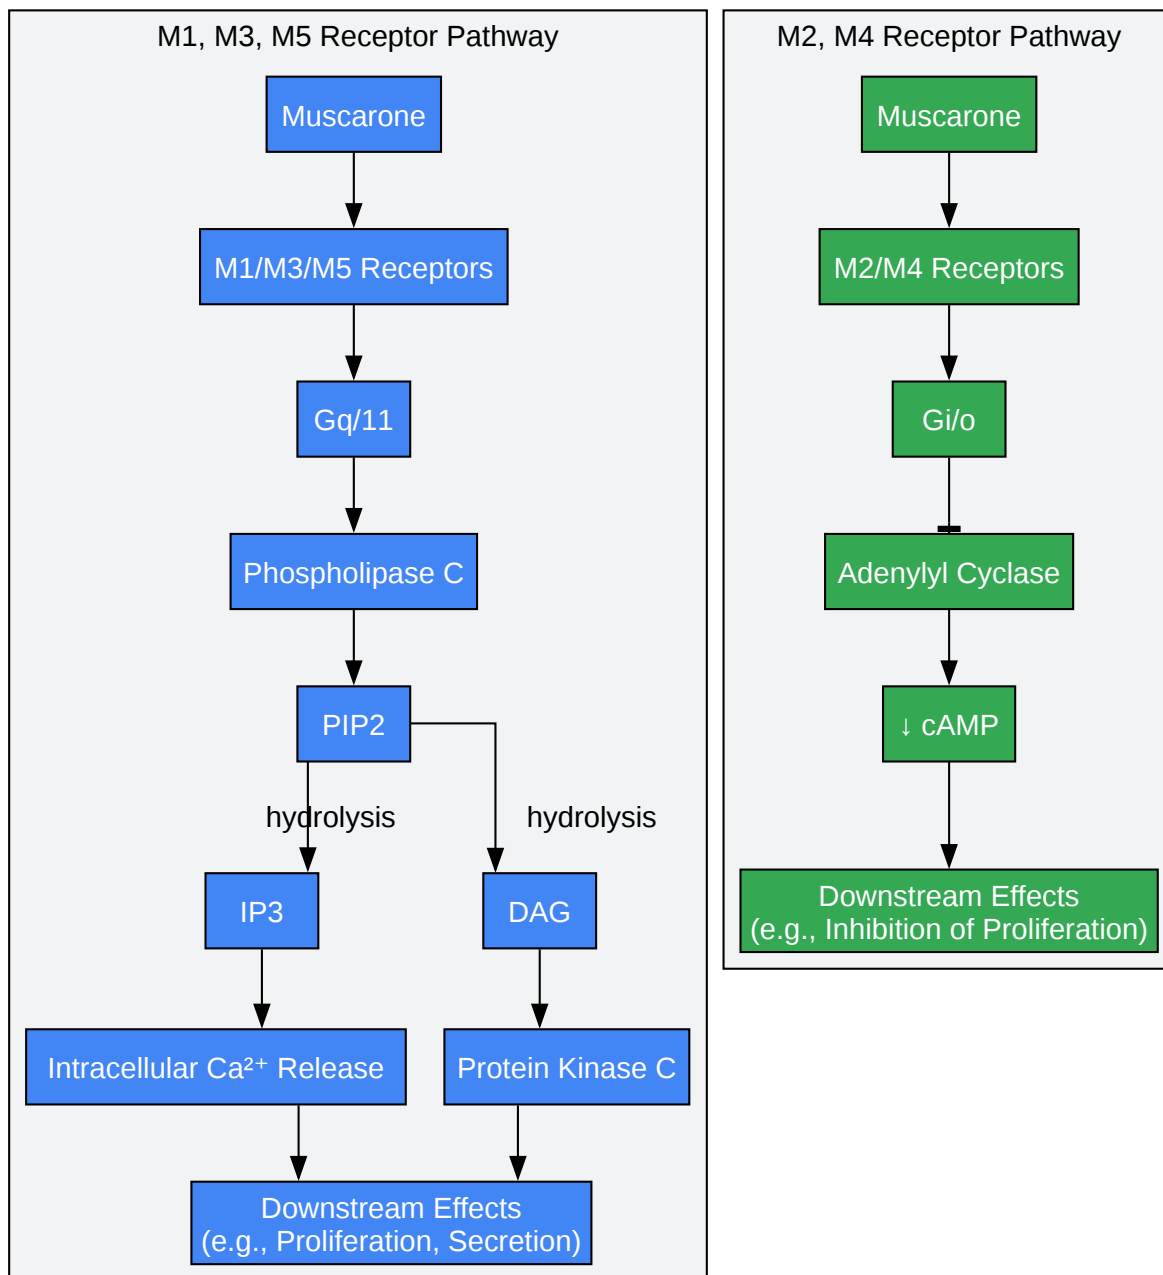 M1, M3, M5 Receptor Pathway
Muscarone
M1/M3/M5 Receptors
Gq/11
Phospholipase C
PIP2
hydrolysis
hydrolysis
IP3
DAG
Intracellular Ca²⁺ Release
Protein Kinase C
Downstream Effects
(e.g., Proliferation, Secretion)
M2, M4 Receptor Pathway
Muscarone
M2/M4 Receptors
Gi/o
Adenylyl Cyclase
↓ cAMP
Downstream Effects
(e.g., Inhibition of Proliferation)